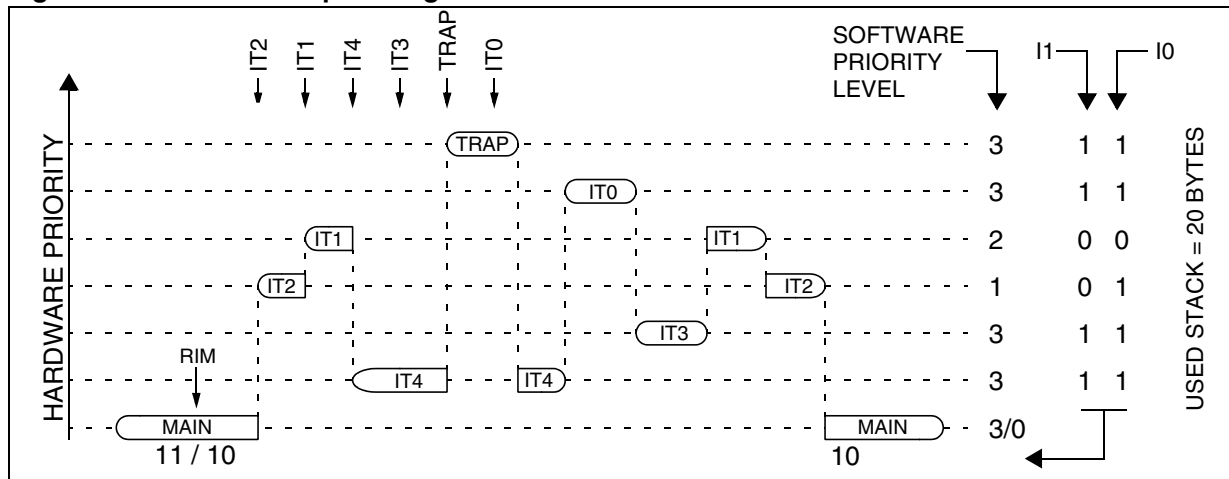 IT2
IT1
IT4
IT3
TRAP
IT0
SOFTWARE
PRIORITY
LEVEL
I1
I0
HARDWARE PRIORITY
TRAP
3
1 1
IT0
3
1 1
IT1
IT1
2
0 0
IT2
IT2
1
0 1
IT3
3
1 1
RIM
IT4
IT4
3
1 1
MAIN
MAIN
3/0
11 / 10
10
USED STACK = 20 BYTES